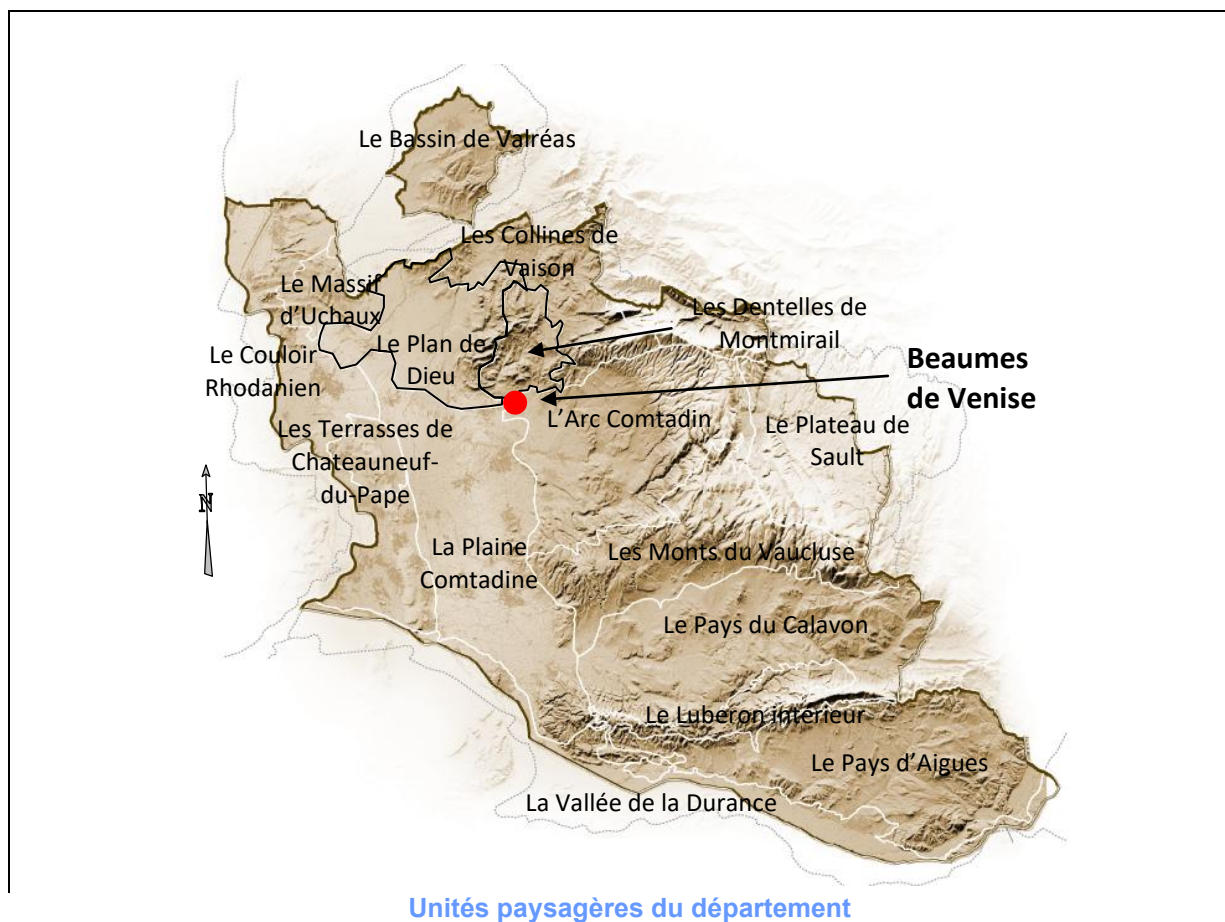 Le Bassin de Valréas
Les Collines de
Vaison
Le Massif
d'Uchaux
Les Dentelles de
Montmirail
Le Couloir
Rhodanien
Le Plan de
Dieu
Beaumes
de Venise
L'Arc Comtadin
Le Plateau de
Sault
Les Terrasses de
Chateauneuf-
du-Pape
N
La Plaine
Comtadine
Les Monts du Vaucluse
Le Pays du Calavon
Le Luberon intérieur
Le Pays d'Aigues
La Vallée de la Durance
Unités paysagères du département